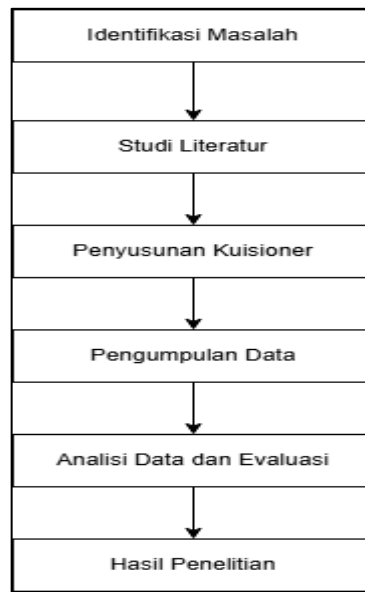 Identifikasi Masalah
Studi Literatur
Penyusunan Kuisioner
Pengumpulan Data
Analisi Data dan Evaluasi
Hasil Penelitian